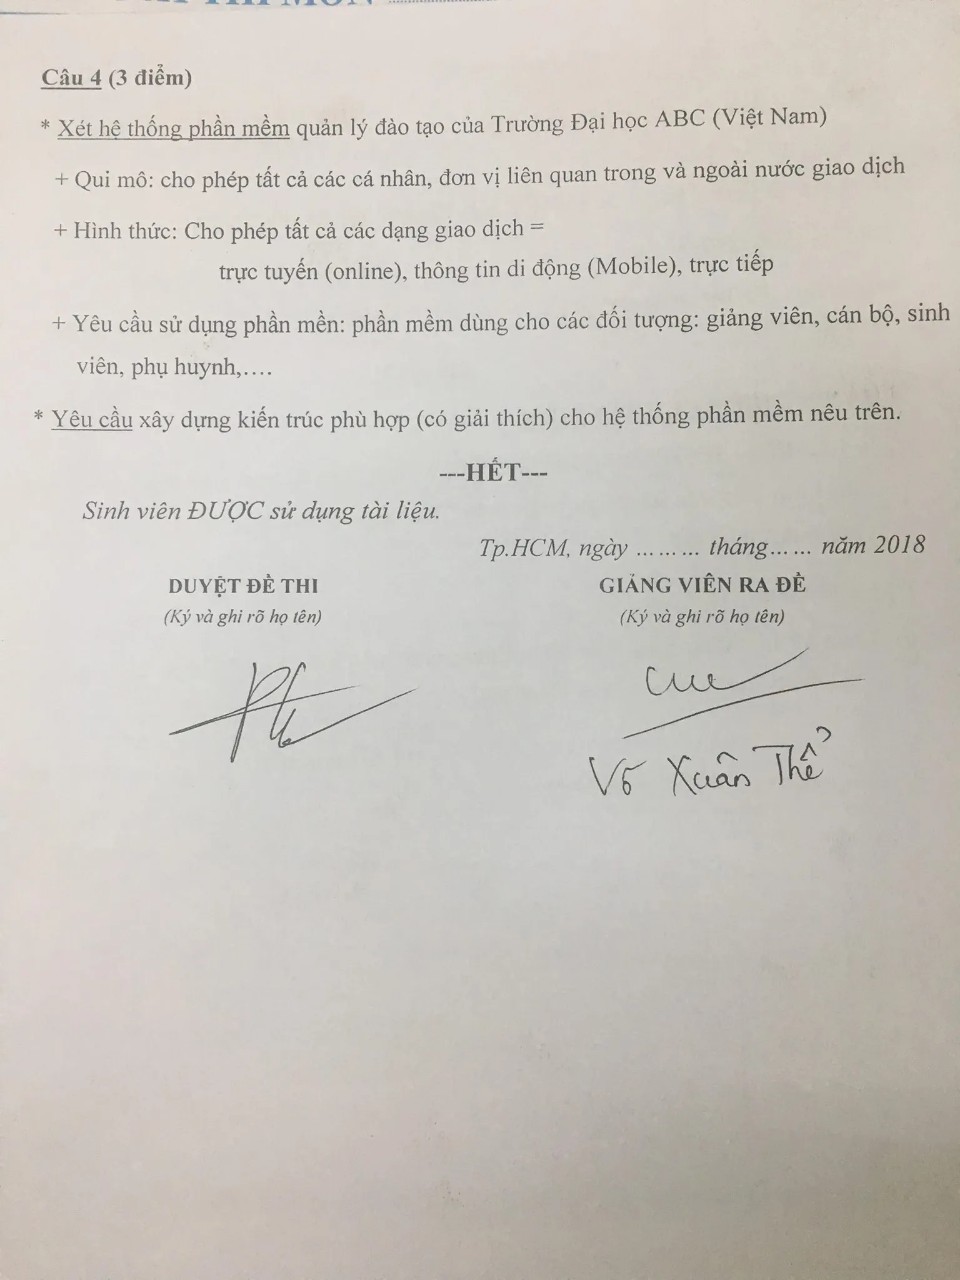 Câu 4 (3 điểm)
* Xét hệ thống phần mềm quản lý đào tạo của Trường Đại học ABC (Việt Nam)
+ Qui mô: cho phép tất cả các cá nhân, đơn vị liên quan trong và ngoài nước giao dịch
+ Hình thức: Cho phép tất cả các dạng giao dịch =
trực tuyến (online), thông tin di động (Mobile), trực tiếp
+ Yêu cầu sử dụng phần mền: phần mềm dùng cho các đối tượng: giảng viên, cán bộ, sinh
viên, phụ huynh,....
* Yêu cầu xây dựng kiến trúc phù hợp (có giải thích) cho hệ thống phần mềm nêu trên.
---HẾT---
Sinh viên ĐƯỢC sử dụng tài liệu.
Tp.HCM, ngày ... ... ... tháng... ... năm 2018
DUYỆT ĐỀ THI GIẢNG VIÊN RA ĐỀ
(Ký và ghi rõ họ tên) (Ký và ghi rõ họ tên)
Võ Xuân Thể